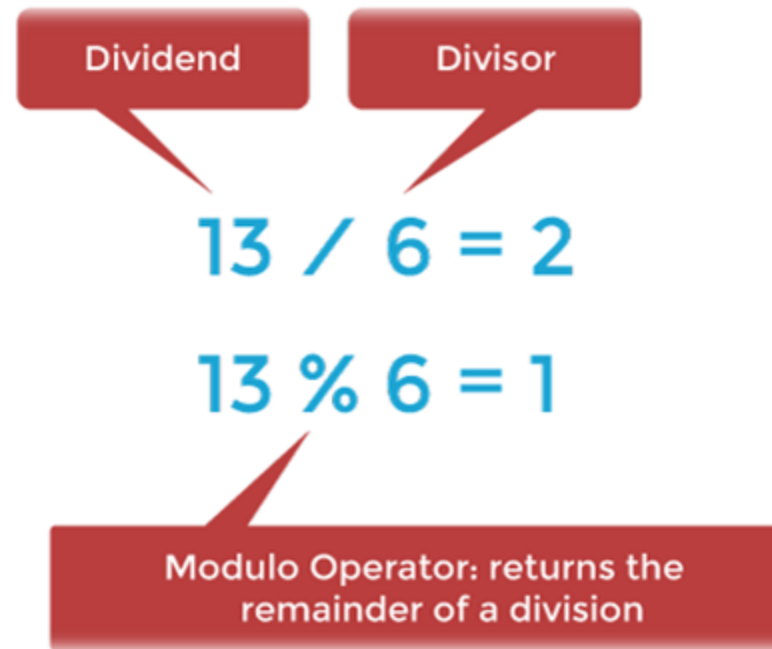 Dividend
Divisor
13 / 6 = 2
13 % 6 = 1
Modulo Operator: returns the
remainder of a division